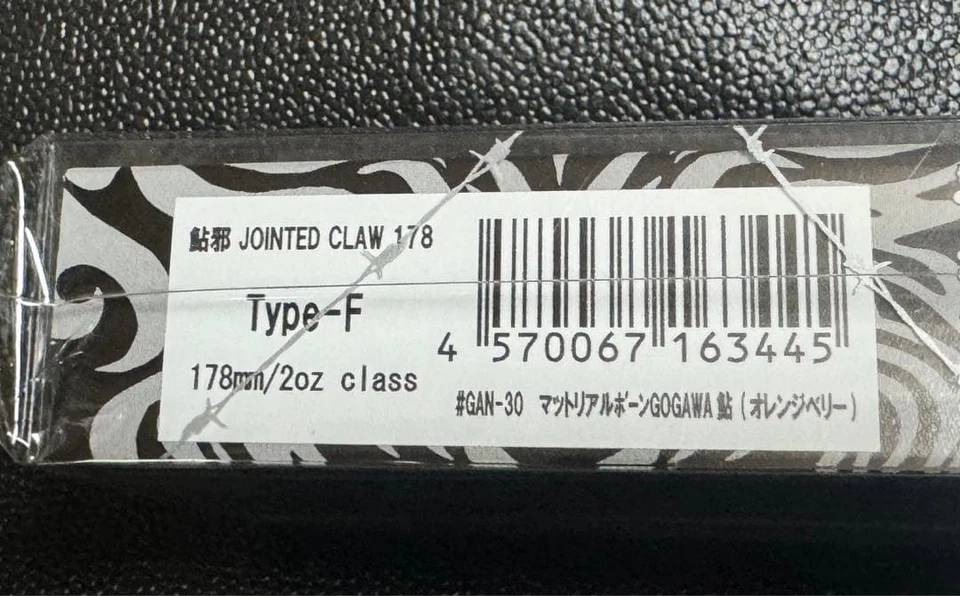 鮎邪 JOINTED CLAW 178
Type-F
178mm/2oz class
4 570067 163445
#GAN-30 マットリアルボーンGOGAWA鮎(オレンジベリー)